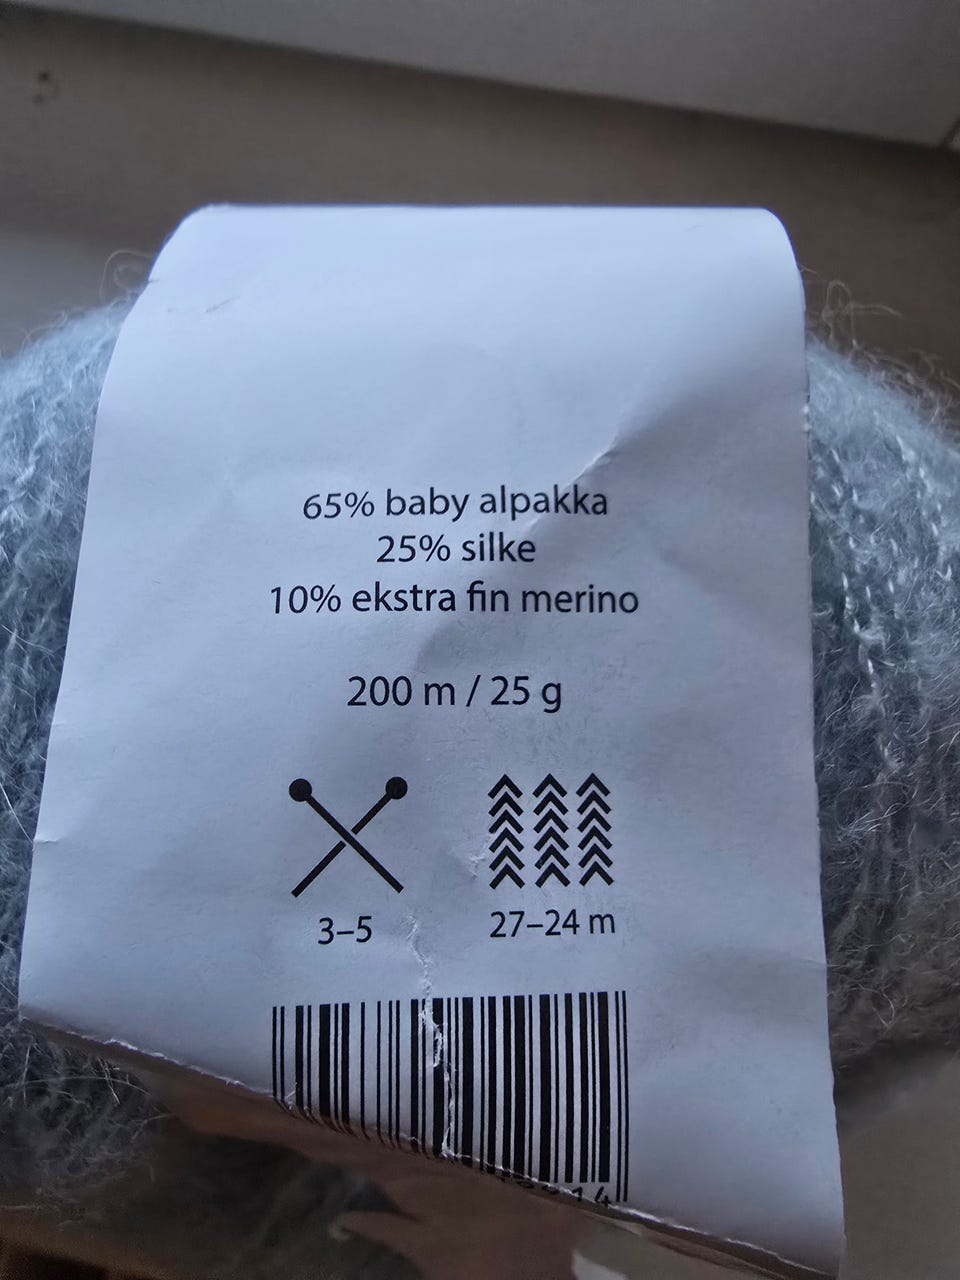 65% baby alpakka
25% silke
10% ekstra fin merino
200 m / 25 g
3–5
27–24 m